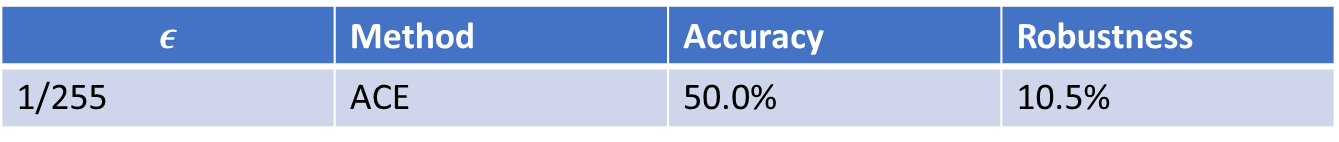 ϵ Method Accuracy Robustness
1/255 ACE 50.0% 10.5%